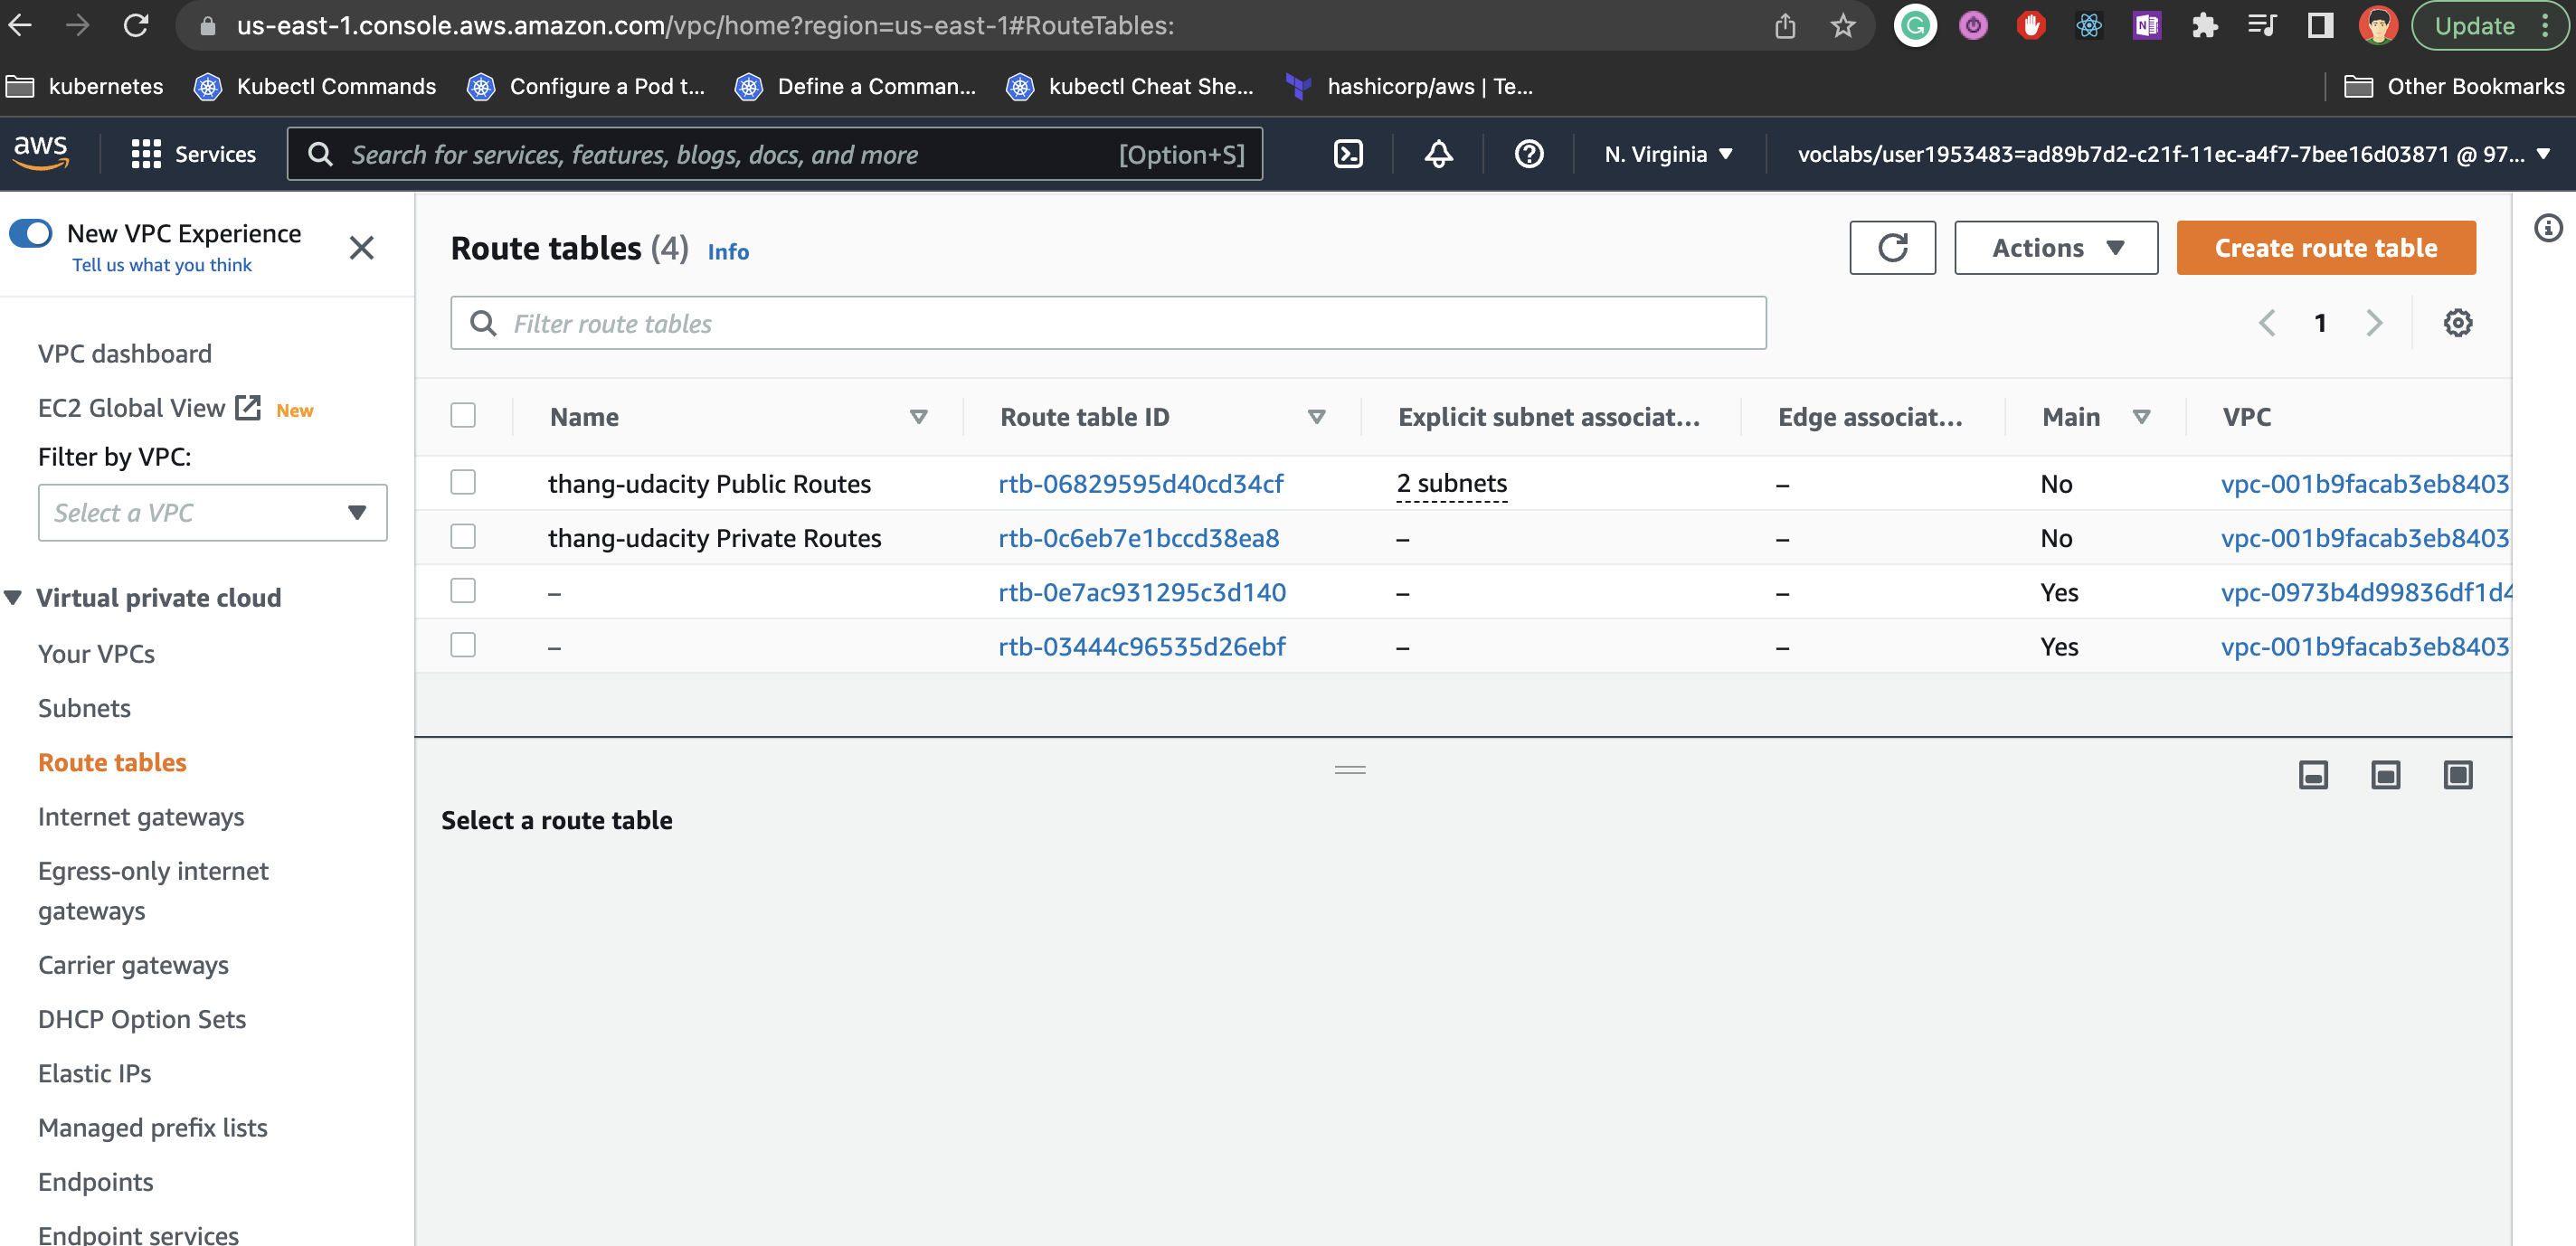 us-east-1.console.aws.amazon.com/vpc/home?region=us-east-1#RouteTables:
Update
kubernetes
Kubectl Commands
Configure a Pod t...
Define a Comman...
kubectl Cheat She...
hashicorp/aws | Te...
Other Bookmarks
aws
Services
Search for services, features, blogs, docs, and more
[Option+S]
N. Virginia
voclabs/user1953483=ad89b7d2-c21f-11ec-a4f7-7bee16d03871 @ 97...
New VPC Experience
Tell us what you think
VPC dashboard
EC2 Global View New
Filter by VPC:
Select a VPC
Virtual private cloud
Your VPCs
Subnets
Route tables
Internet gateways
Egress-only internet
gateways
Carrier gateways
DHCP Option Sets
Elastic IPs
Managed prefix lists
Endpoints
Endpoint services
Route tables (4) Info
Actions
Create route table
Filter route tables
1
Name Route table ID Explicit subnet associat... Edge associat... Main VPC
thang-udacity Public Routes rtb-06829595d40cd34cf 2 subnets – No vpc-001b9facab3eb8403
thang-udacity Private Routes rtb-0c6eb7e1bccd38ea8 – – No vpc-001b9facab3eb8403
– rtb-0e7ac931295c3d140 – – Yes vpc-0973b4d99836df1d4
– rtb-03444c96535d26ebf – – Yes vpc-001b9facab3eb8403
Select a route table